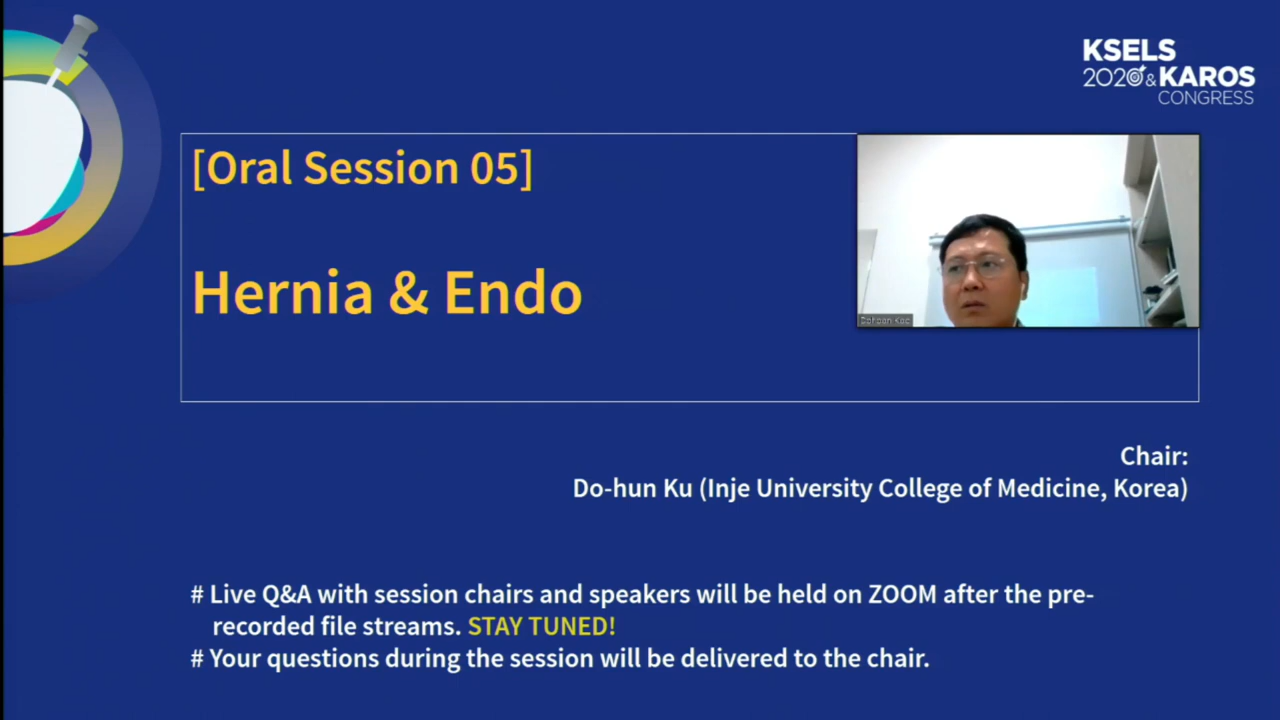 KSELS
2020 & KAROS
CONGRESS
[Oral Session 05]
Hernia & Endo
Chair:
Do-hun Ku (Inje University College of Medicine, Korea)
# Live Q&A with session chairs and speakers will be held on ZOOM after the pre-
recorded file streams. STAY TUNED!
# Your questions during the session will be delivered to the chair.